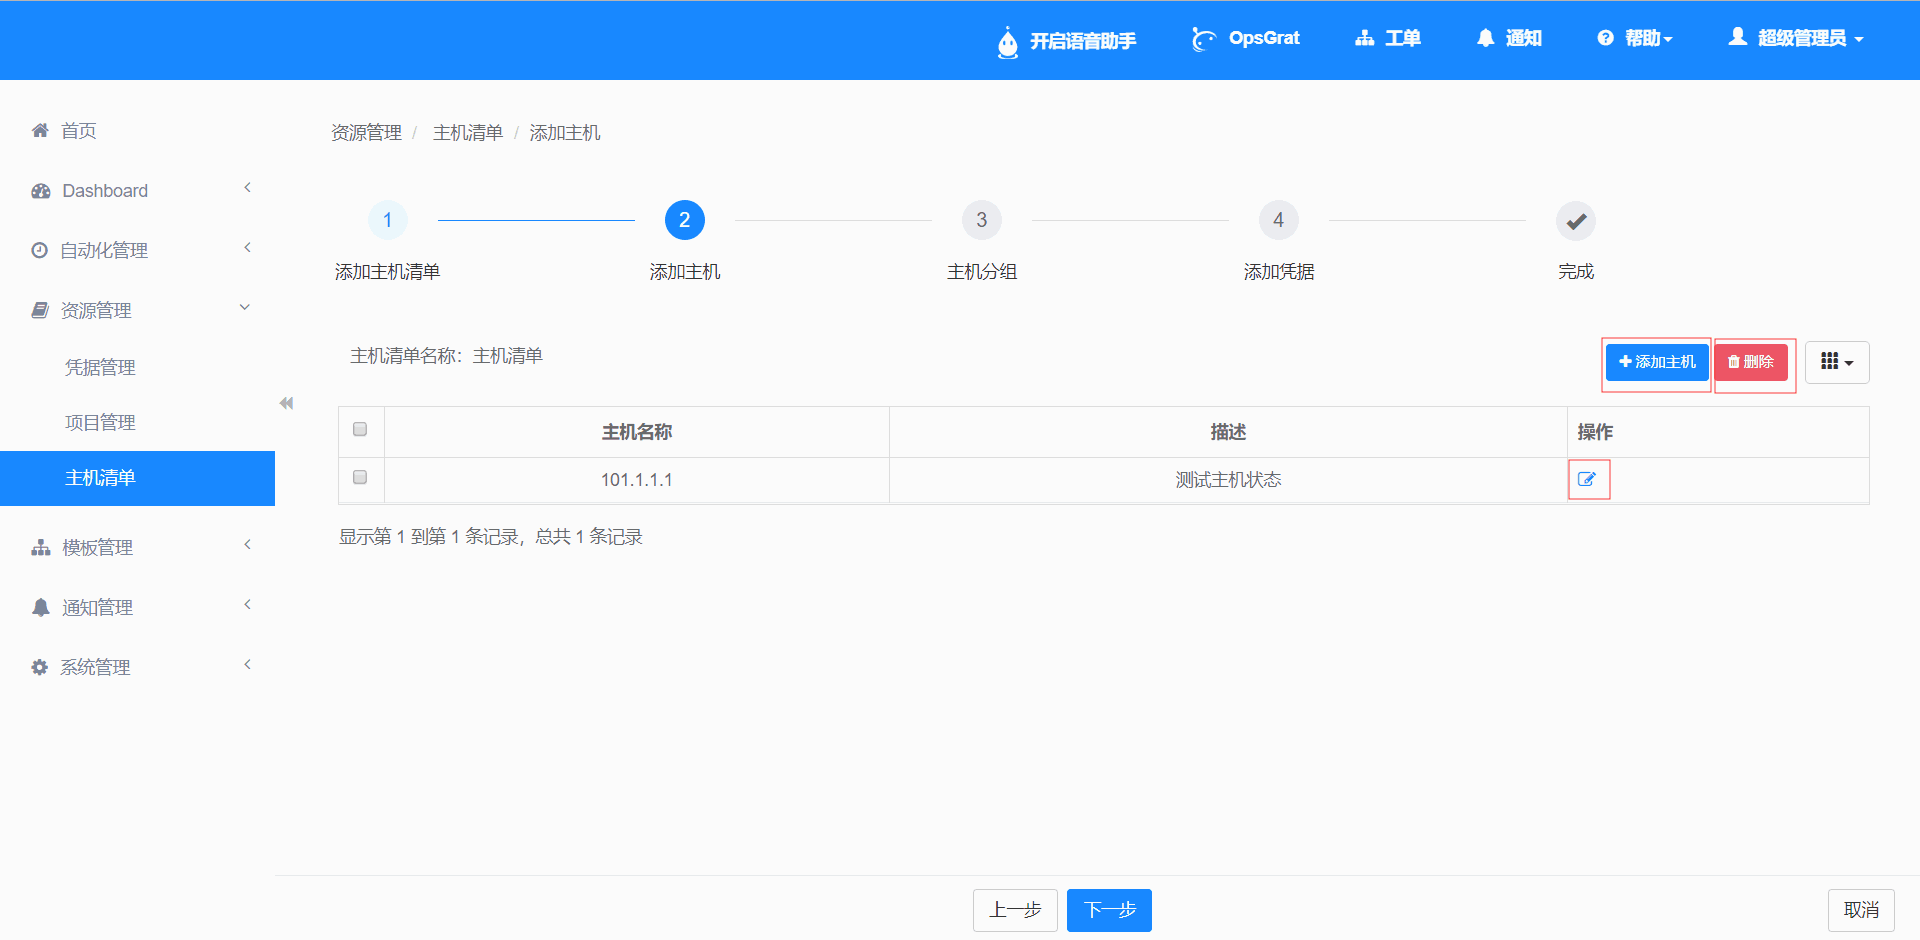 开启语音助手 OpsGrat 工单 通知 帮助 超级管理员
首页
Dashboard
自动化管理
资源管理
凭据管理
项目管理
主机清单
模板管理
通知管理
系统管理
资源管理 / 主机清单 / 添加主机
1 2 3 4
添加主机清单 添加主机 主机分组 添加凭据 完成
主机清单名称：主机清单
添加主机 删除
主机名称 描述 操作
101.1.1.1 测试主机状态
显示第 1 到第 1 条记录，总共 1 条记录
上一步 下一步 取消